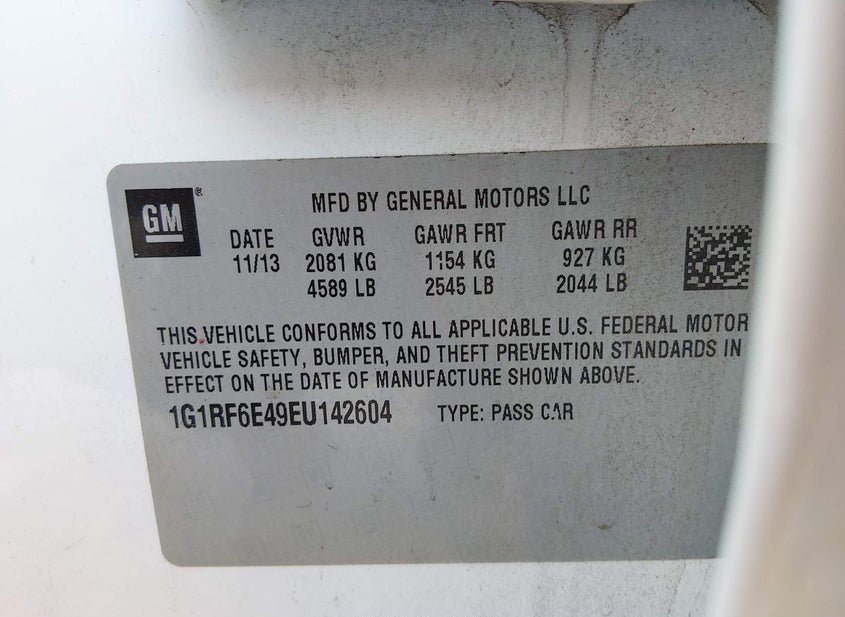 GM
MFD BY GENERAL MOTORS LLC
DATE GVWR GAWR FRT GAWR RR
11/13 2081 KG 1154 KG 927 KG
4589 LB 2545 LB 2044 LB
THIS VEHICLE CONFORMS TO ALL APPLICABLE U.S. FEDERAL MOTOR
VEHICLE SAFETY, BUMPER, AND THEFT PREVENTION STANDARDS IN
EFFECT ON THE DATE OF MANUFACTURE SHOWN ABOVE.
1G1RF6E49EU142604 TYPE: PASS CAR